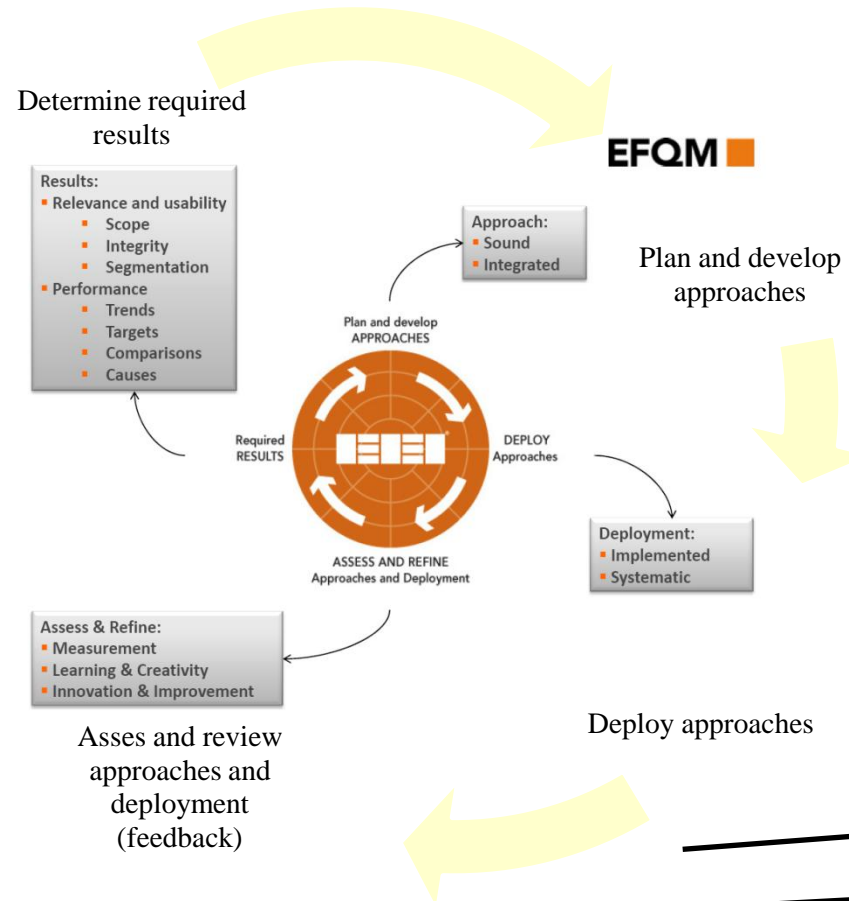 Determine required
results
EFQM
Results:
▪ Relevance and usability
▪ Scope
▪ Integrity
▪ Segmentation
▪ Performance
▪ Trends
▪ Targets
▪ Comparisons
▪ Causes
Approach:
▪ Sound
▪ Integrated
Plan and develop
approaches
Plan and develop
APPROACHES
Required
RESULTS
DEPLOY
Approaches
ASSESS AND REFINE
Approaches and Deployment
Deployment:
▪ Implemented
▪ Systematic
Assess & Refine:
▪ Measurement
▪ Learning & Creativity
▪ Innovation & Improvement
Deploy approaches
Asses and review
approaches and
deployment
(feedback)